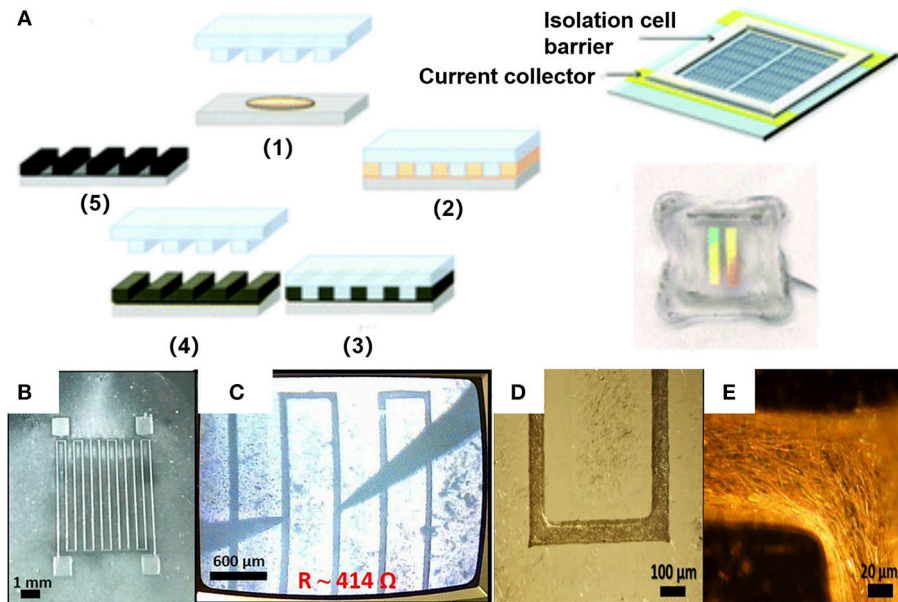 A
Isolation cell
barrier
Current collector
(1)
(5)
(2)
(4)
(3)
B
C
D
E
1 mm
600 μm
R ~ 414 Ω
100 μm
20 μm